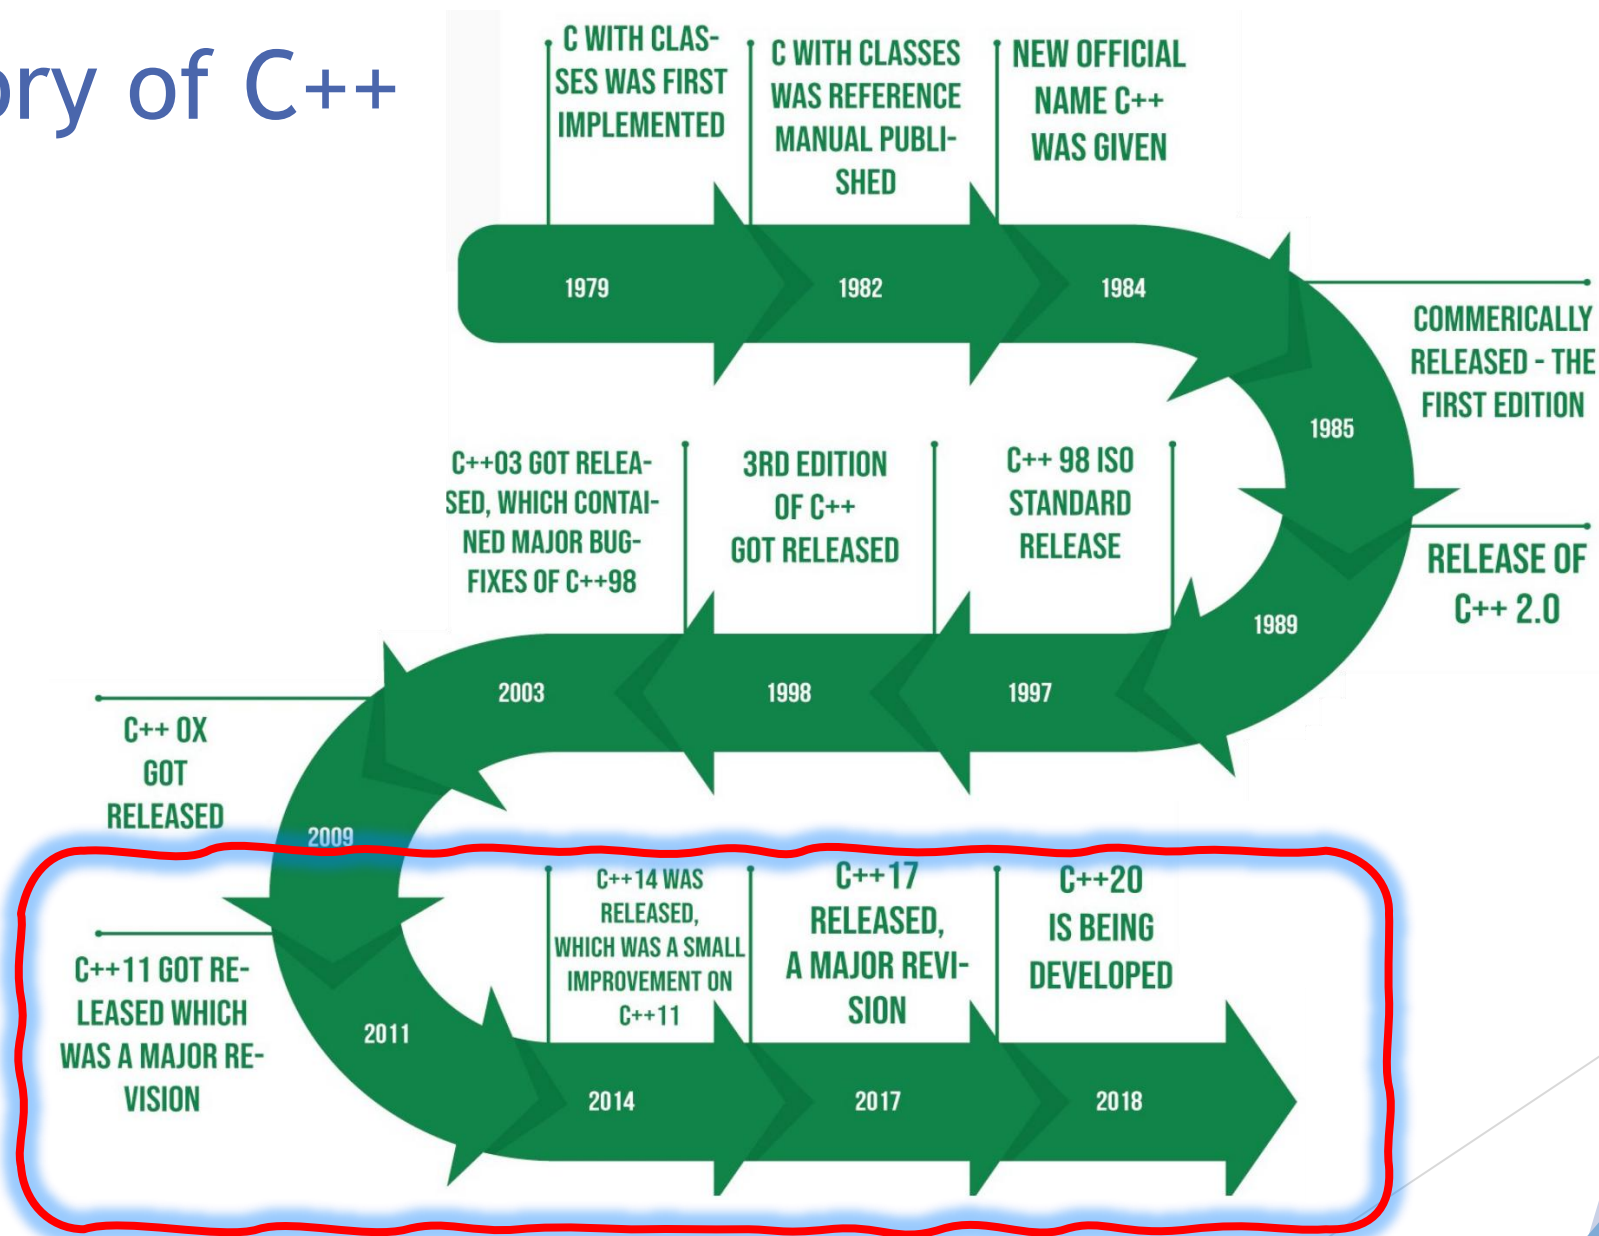 ory of C++
C WITH CLAS-
SES WAS FIRST
IMPLEMENTED
C WITH CLASSES
WAS REFERENCE
MANUAL PUBLI-
SHED
NEW OFFICIAL
NAME C++
WAS GIVEN
1979
1982
1984
COMMERICALLY
RELEASED - THE
FIRST EDITION
1985
C++03 GOT RELEA-
SED, WHICH CONTAI-
NED MAJOR BUG-
FIXES OF C++98
3RD EDITION
OF C++
GOT RELEASED
C++ 98 ISO
STANDARD
RELEASE
RELEASE OF
C++ 2.0
1989
2003
1998
1997
C++ 0X
GOT
RELEASED
2009
C++11 GOT RE-
LEASED WHICH
WAS A MAJOR RE-
VISION
C++14 WAS
RELEASED,
WHICH WAS A SMALL
IMPROVEMENT ON
C++11
C++17
RELEASED,
A MAJOR REVI-
SION
C++20
IS BEING
DEVELOPED
2011
2014
2017
2018